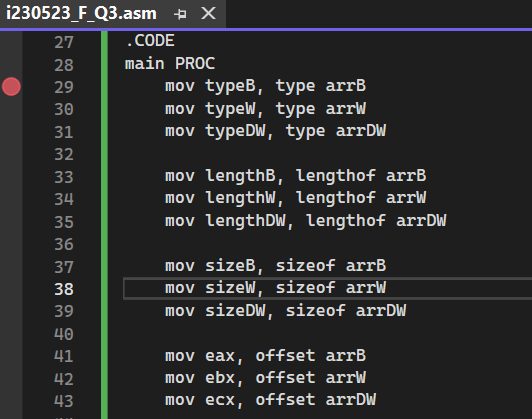 i230523_F_Q3.asm
27 .CODE
28 main PROC
29 mov typeB, type arrB
30 mov typeW, type arrW
31 mov typeDW, type arrDW
32
33 mov lengthB, lengthof arrB
34 mov lengthW, lengthof arrW
35 mov lengthDW, lengthof arrDW
36
37 mov sizeB, sizeof arrB
38 mov sizeW, sizeof arrW
39 mov sizeDW, sizeof arrDW
40
41 mov eax, offset arrB
42 mov ebx, offset arrW
43 mov ecx, offset arrDW